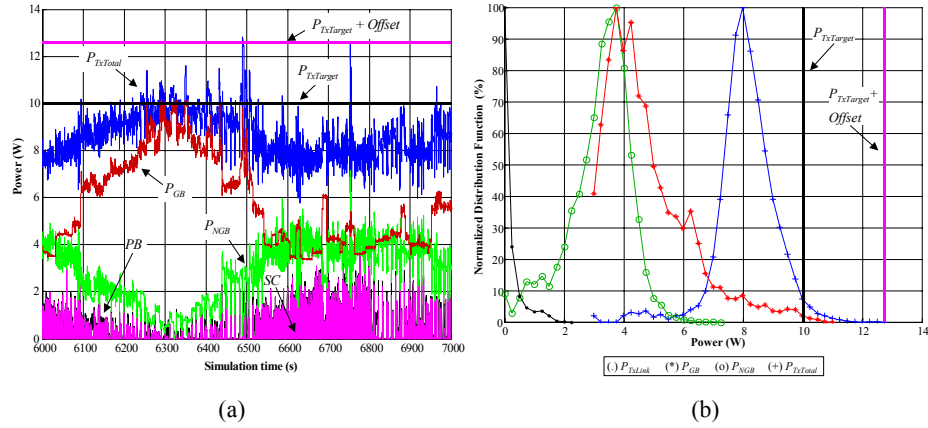 14
12
10
8
6
4
2
0
Power (W)
P_TxTarget + Offset
P_TxTotal
P_TxTarget
P_GB
P_NGB
PB
SC
6000 6100 6200 6300 6400 6500 6600 6700 6800 6900 7000
Simulation time (s)
(a)
100
90
80
70
60
50
40
30
20
10
0
Normalized Distribution Function (%)
P_TxTarget
P_TxTarget +
Offset
0 2 4 6 8 10 12 14
Power (W)
(.) P_TxLink (*) P_GB (o) P_NGB (+) P_TxTotal
(b)